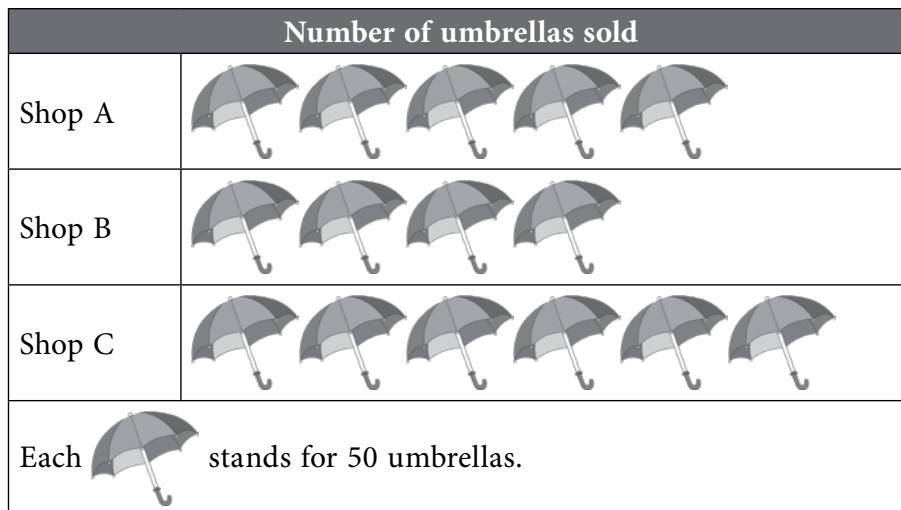 Number of umbrellas sold
Shop A
Shop B
Shop C
Each stands for 50 umbrellas.